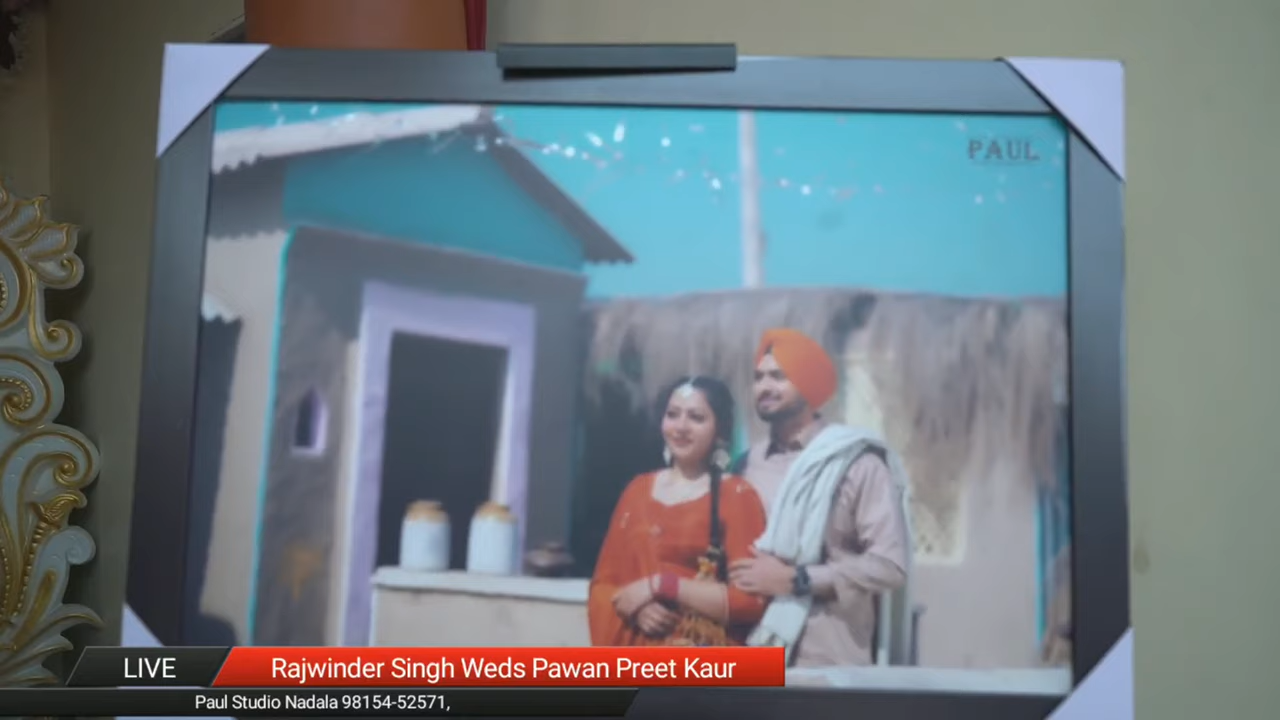 PAUL
LIVE
Rajwinder Singh Weds Pawan Preet Kaur
Paul Studio Nadala 98154-52571,